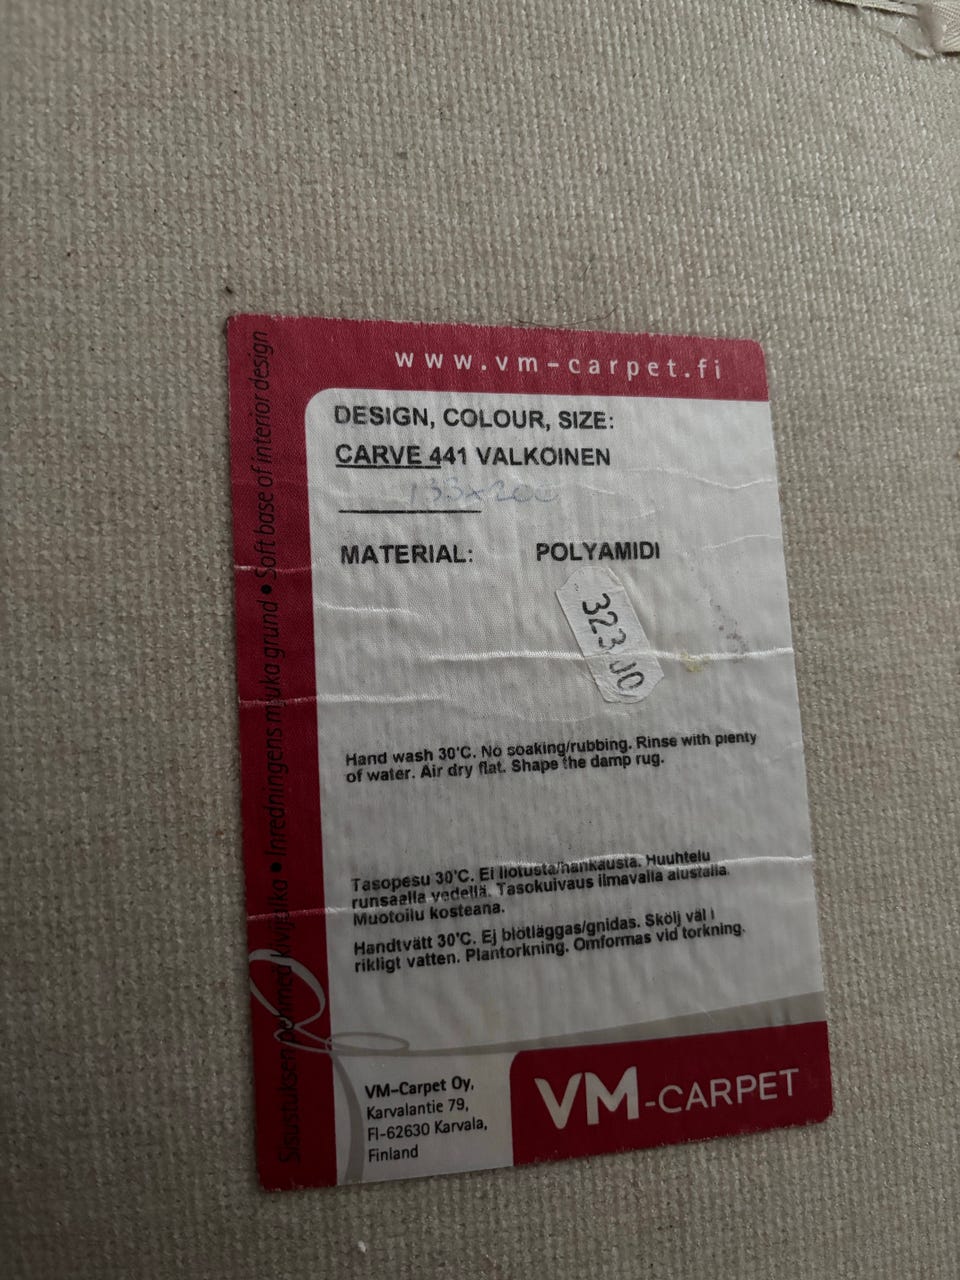 www.vm-carpet.fi
DESIGN, COLOUR, SIZE:
CARVE 441 VALKOINEN
133x200
MATERIAL: POLYAMIDI
323.00
Hand wash 30°C. No soaking/rubbing. Rinse with plenty
of water. Air dry flat. Shape the damp rug.
Tasopesu 30°C. Ei liotusta/hankausta. Huuhtelu
runsaalla vedellä. Tasokuivaus ilmavalla alustalla.
Muotoilu kosteana.
Handtvätt 30°C. Ej blötläggas/gnidas. Skölj väl i
rikligt vatten. Plantorkning. Omformas vid torkning.
Sisustuksen pehmeä kivijalka • Inredningens mjuka grund • Soft base of interior design
VM-Carpet Oy,
Karvalantie 79,
FI-62630 Karvala,
Finland
VM-CARPET